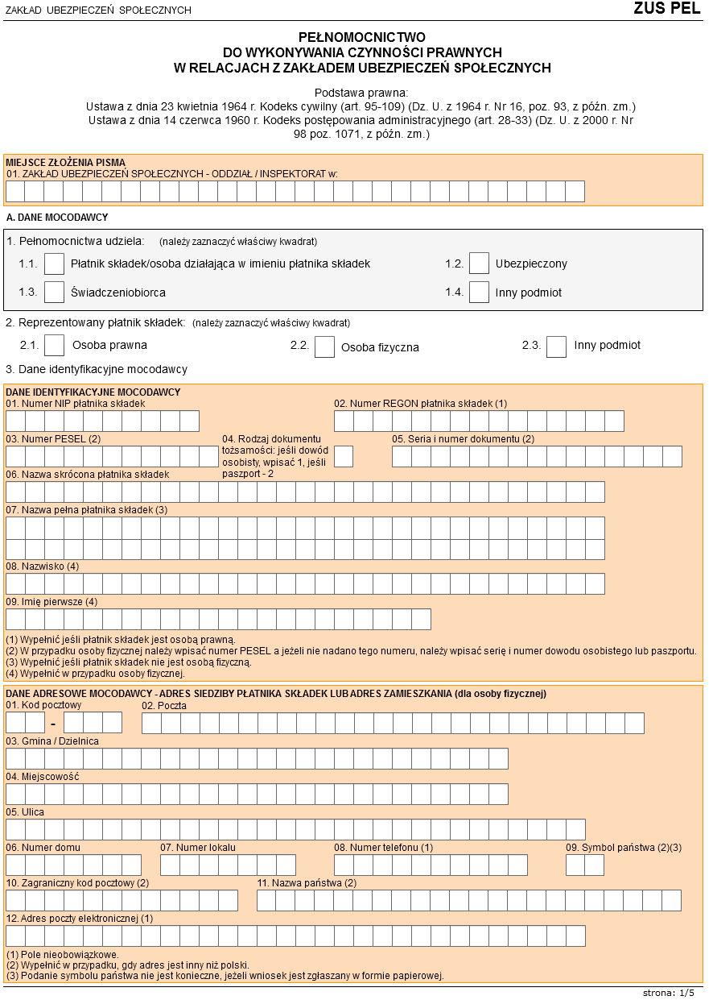 ZAKŁAD UBEZPIECZEŃ SPOŁECZNYCH
ZUS PEL
PEŁNOMOCNICTWO
DO WYKONYWANIA CZYNNOŚCI PRAWNYCH
W RELACJACH Z ZAKŁADEM UBEZPIECZEŃ SPOŁECZNYCH
Podstawa prawna:
Ustawa z dnia 23 kwietnia 1964 r. Kodeks cywilny (art. 95-109) (Dz. U. z 1964 r. Nr 16, poz. 93, z późn. zm.)
Ustawa z dnia 14 czerwca 1960 r. Kodeks postępowania administracyjnego (art. 28-33) (Dz. U. z 2000 r. Nr
98 poz. 1071, z późn. zm.)
MIEJSCE ZŁOŻENIA PISMA
01. ZAKŁAD UBEZPIECZEŃ SPOŁECZNYCH - ODDZIAŁ / INSPEKTORAT w:
A. DANE MOCODAWCY
1. Pełnomocnictwa udziela: (należy zaznaczyć właściwy kwadrat)
1.1. Płatnik składek/osoba działająca w imieniu płatnika składek 1.2. Ubezpieczony
1.3. Świadczeniobiorca 1.4. Inny podmiot
2. Reprezentowany płatnik składek: (należy zaznaczyć właściwy kwadrat)
2.1. Osoba prawna 2.2. Osoba fizyczna 2.3. Inny podmiot
3. Dane identyfikacyjne mocodawcy
DANE IDENTYFIKACYJNE MOCODAWCY
01. Numer NIP płatnika składek 02. Numer REGON płatnika składek (1)
03. Numer PESEL (2) 04. Rodzaj dokumentu 05. Seria i numer dokumentu (2)
tożsamości: jeśli dowód
osobisty, wpisać 1, jeśli
paszport - 2
06. Nazwa skrócona płatnika składek
07. Nazwa pełna płatnika składek (3)
08. Nazwisko (4)
09. Imię pierwsze (4)
(1) Wypełnić jeśli płatnik składek jest osobą prawną.
(2) W przypadku osoby fizycznej należy wpisać numer PESEL a jeżeli nie nadano tego numeru, należy wpisać serię i numer dowodu osobistego lub paszportu.
(3) Wypełnić jeśli płatnik składek nie jest osobą fizyczną.
(4) Wypełnić w przypadku osoby fizycznej.
DANE ADRESOWE MOCODAWCY - ADRES SIEDZIBY PŁATNIKA SKŁADEK LUB ADRES ZAMIESZKANIA (dla osoby fizycznej)
01. Kod pocztowy 02. Poczta
-
03. Gmina / Dzielnica
04. Miejscowość
05. Ulica
06. Numer domu 07. Numer lokalu 08. Numer telefonu (1) 09. Symbol państwa (2)(3)
10. Zagraniczny kod pocztowy (2) 11. Nazwa państwa (2)
12. Adres poczty elektronicznej (1)
(1) Pole nieobowiązkowe.
(2) Wypełnić w przypadku, gdy adres jest inny niż polski.
(3) Podanie symbolu państwa nie jest konieczne, jeżeli wniosek jest zgłaszany w formie papierowej.
strona: 1/5